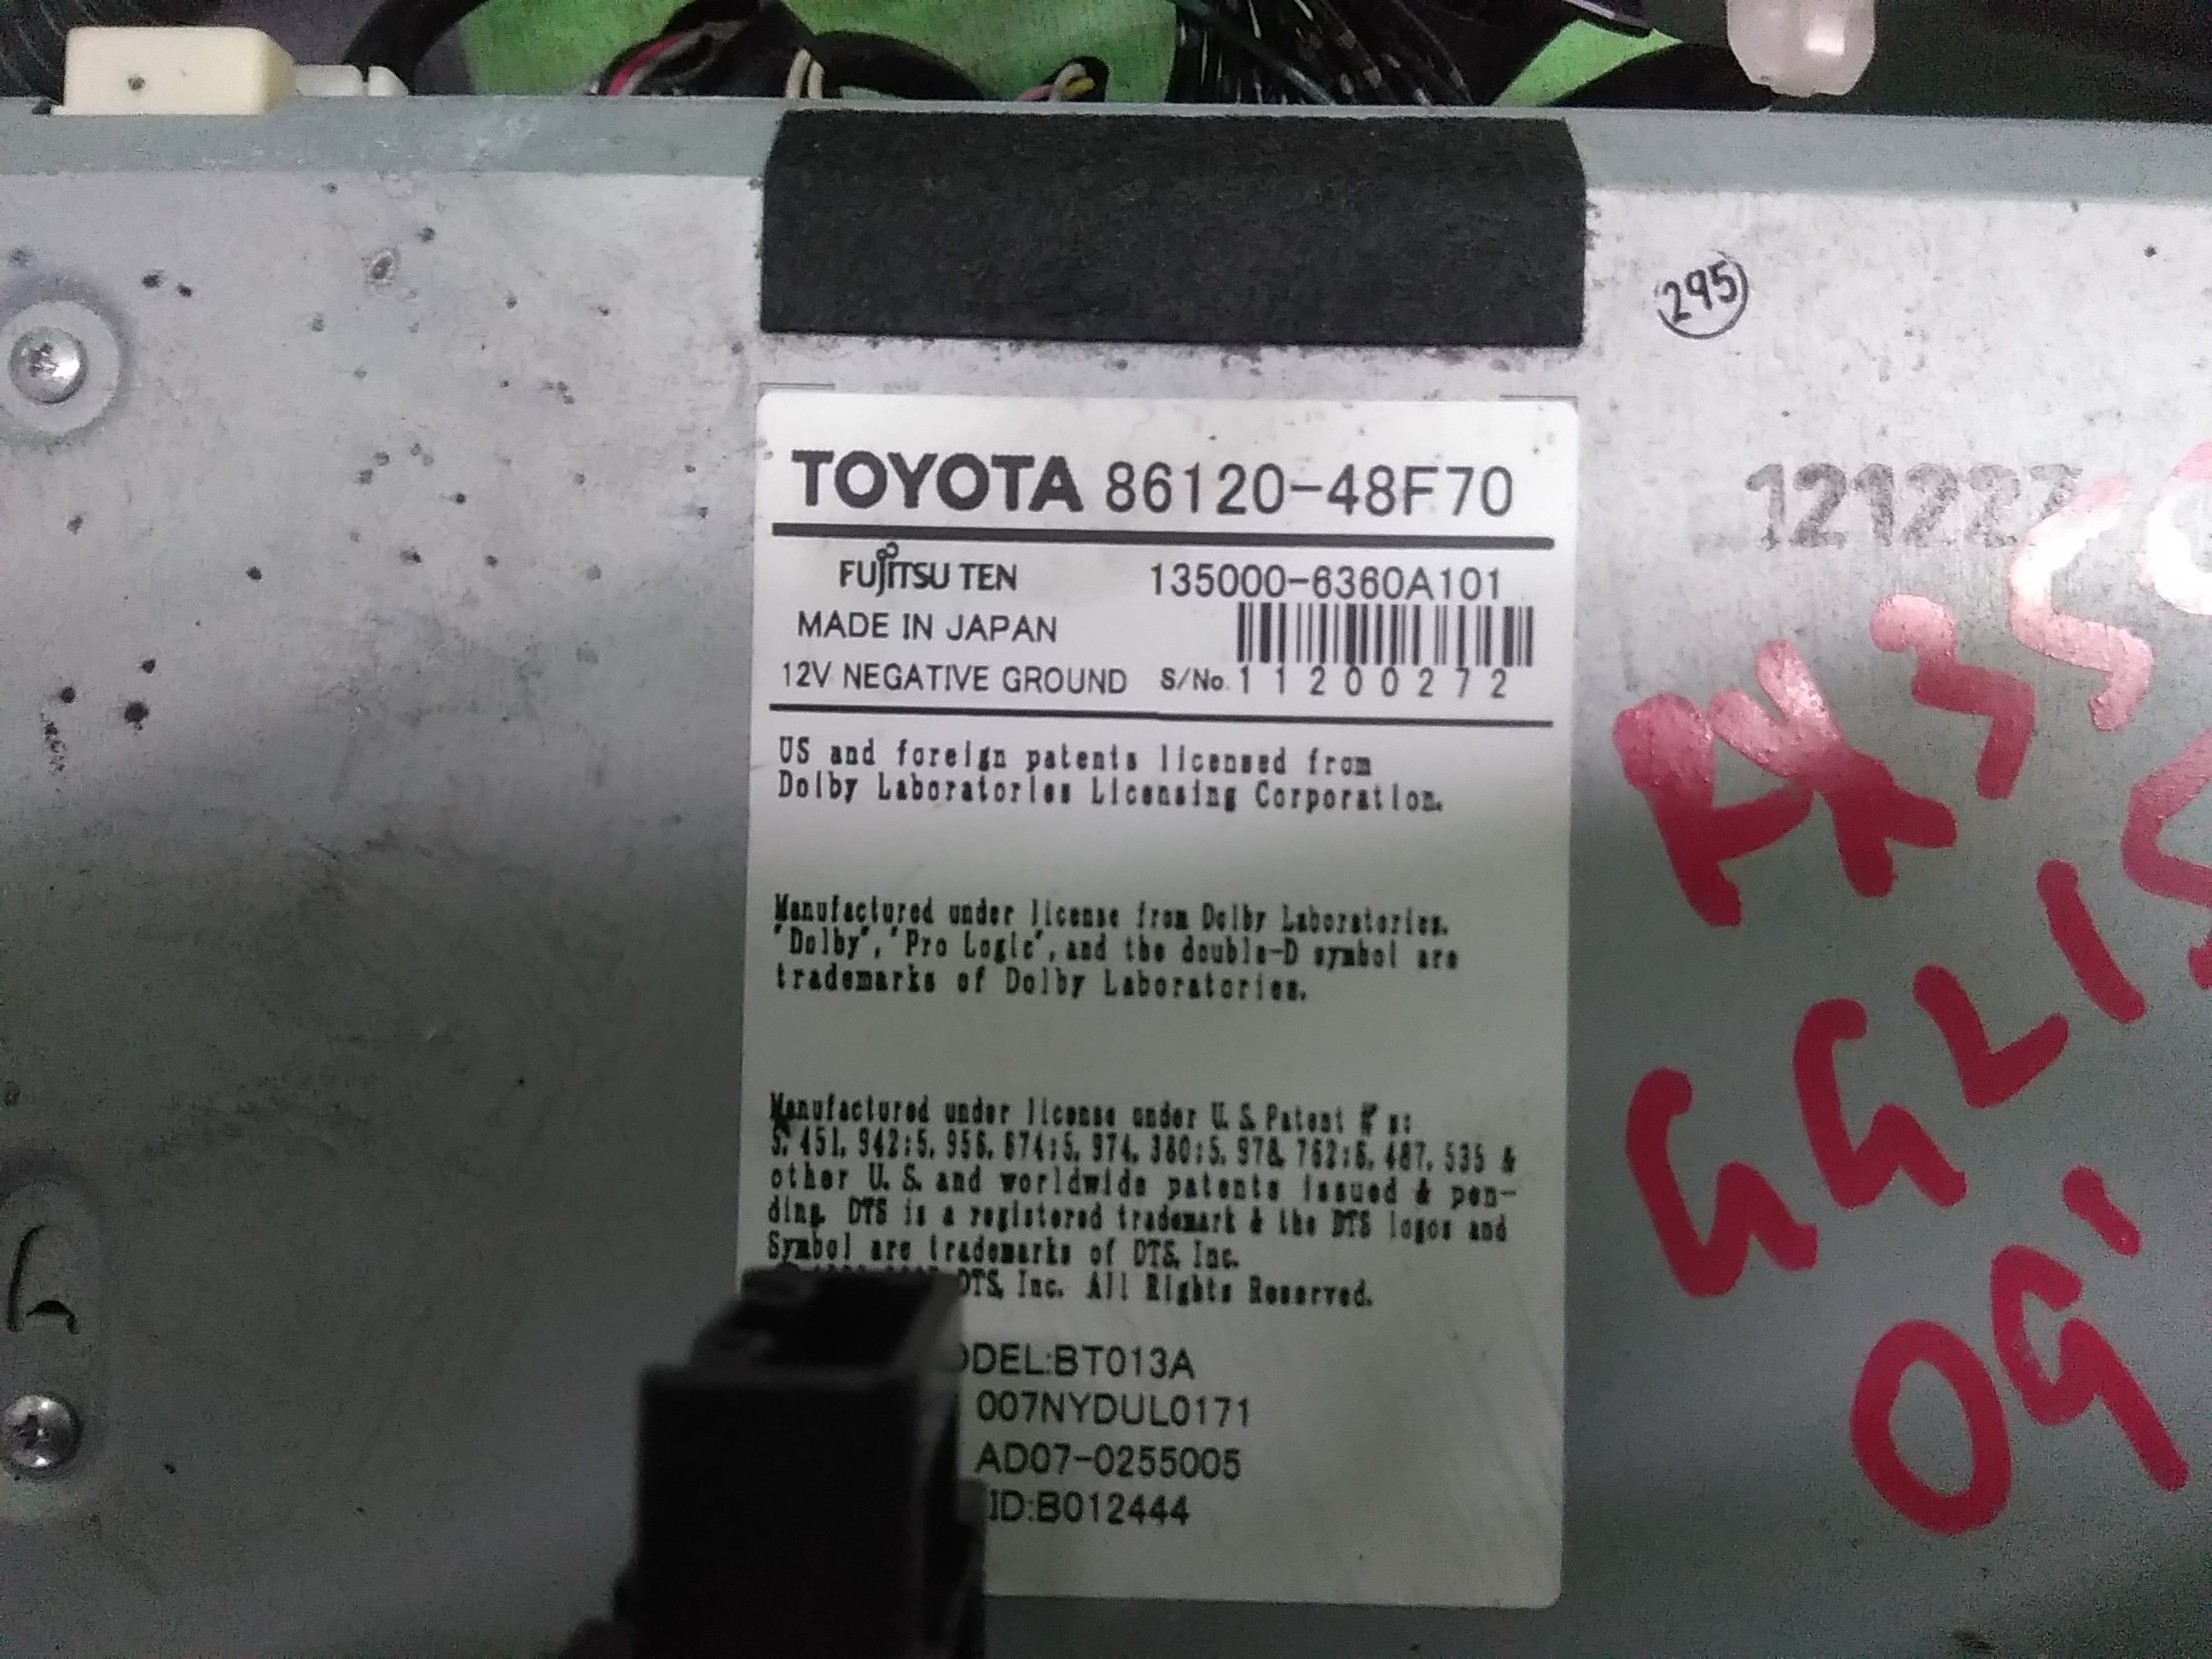 295
TOYOTA 86120-48F70
FUJITSU TEN 135000-6360A101
MADE IN JAPAN
12V NEGATIVE GROUND S/No. 11200272
US and foreign patents licensed from
Dolby Laboratories Licensing Corporation.
Manufactured under license from Dolby Laboratories.
"Dolby", "Pro Logic", and the double-D symbol are
trademarks of Dolby Laboratories.
Manufactured under license under U.S. Patent #'s:
5,451,942;5,956,674;5,974,380;5,978,762;6,487,535 &
other U.S. and worldwide patents issued & pen-
ding. DTS is a registered trademark & the DTS logos and
Symbol are trademarks of DTS, Inc.
DTS, Inc. All Rights Reserved.
ODEL:BT013A
007NYDUL0171
AD07-0255005
ID:B012444
121227
RX35
GGL15
09'